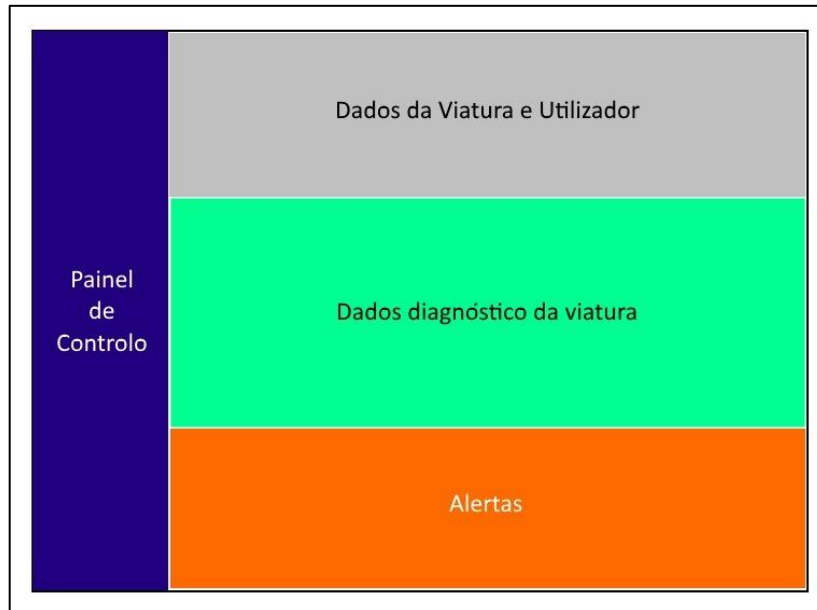 Dados da Viatura e Utilizador
Painel
de
Controlo
Dados diagnóstico da viatura
Alertas